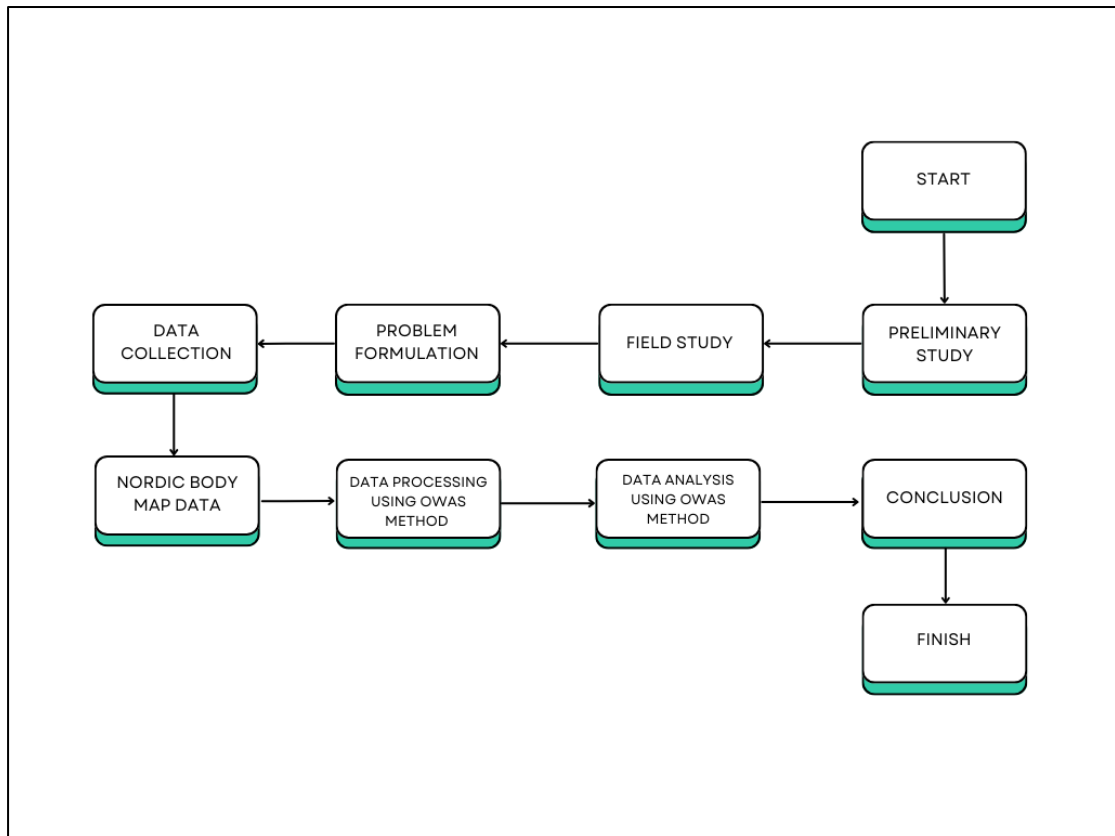 START
PRELIMINARY
STUDY
FIELD STUDY
PROBLEM
FORMULATION
DATA
COLLECTION
NORDIC BODY
MAP DATA
DATA PROCESSING
USING OWAS
METHOD
DATA ANALYSIS
USING OWAS
METHOD
CONCLUSION
FINISH